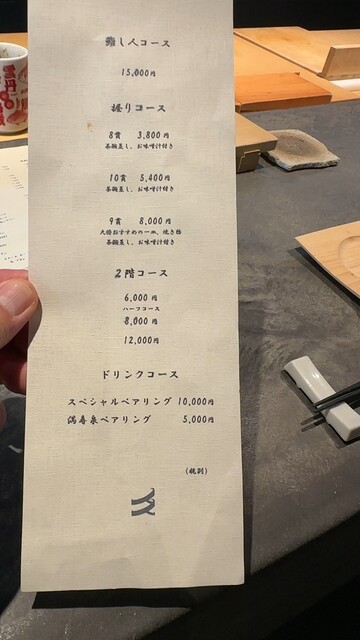 癒し人コース
15,000円
握りコース
8貫 3,800円
茶碗蒸し、お味噌汁付き
10貫 5,400円
茶碗蒸し、お味噌汁付き
9貫 8,000円
大将おすすめの一皿、焼き物
茶碗蒸し、お味噌汁付き
2階コース
6,000円
ハーフコース
8,000円
12,000円
ドリンクコース
スペシャルペアリング 10,000円
満寿泉ペアリング 5,000円
(税別)